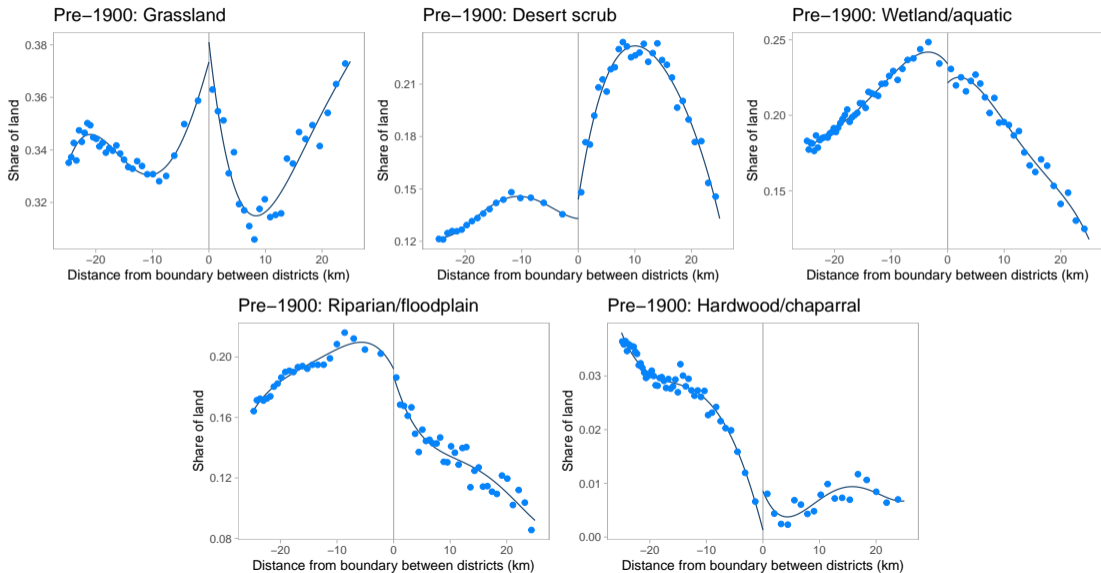 Pre−1900: Grassland
Share of land
0.38
0.36
0.34
0.32
−20 −10 0 10 20
Distance from boundary between districts (km)
Pre−1900: Desert scrub
Share of land
0.21
0.18
0.15
0.12
−20 −10 0 10 20
Distance from boundary between districts (km)
Pre−1900: Wetland/aquatic
Share of land
0.25
0.20
0.15
−20 −10 0 10 20
Distance from boundary between districts (km)
Pre−1900: Riparian/floodplain
Share of land
0.20
0.16
0.12
0.08
−20 −10 0 10 20
Distance from boundary between districts (km)
Pre−1900: Hardwood/chaparral
Share of land
0.03
0.02
0.01
0.00
−20 −10 0 10 20
Distance from boundary between districts (km)